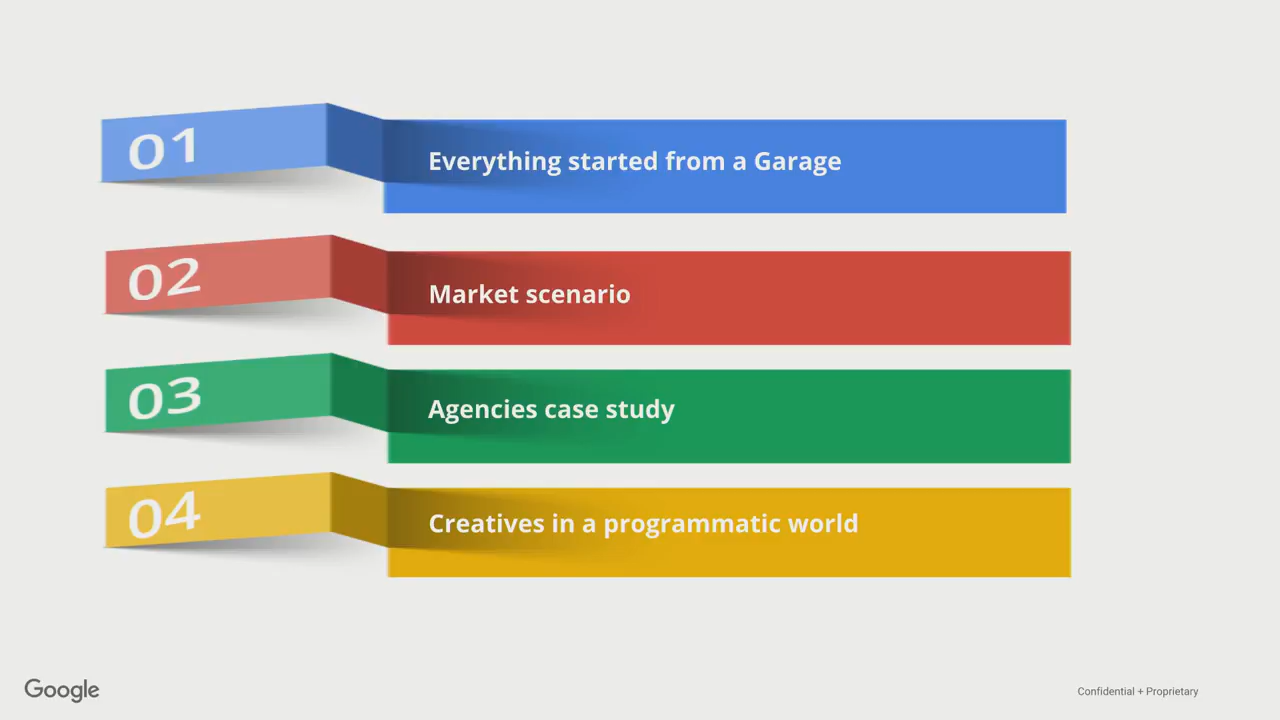 01
Everything started from a Garage
02
Market scenario
03
Agencies case study
04
Creatives in a programmatic world
Google
Confidential + Proprietary